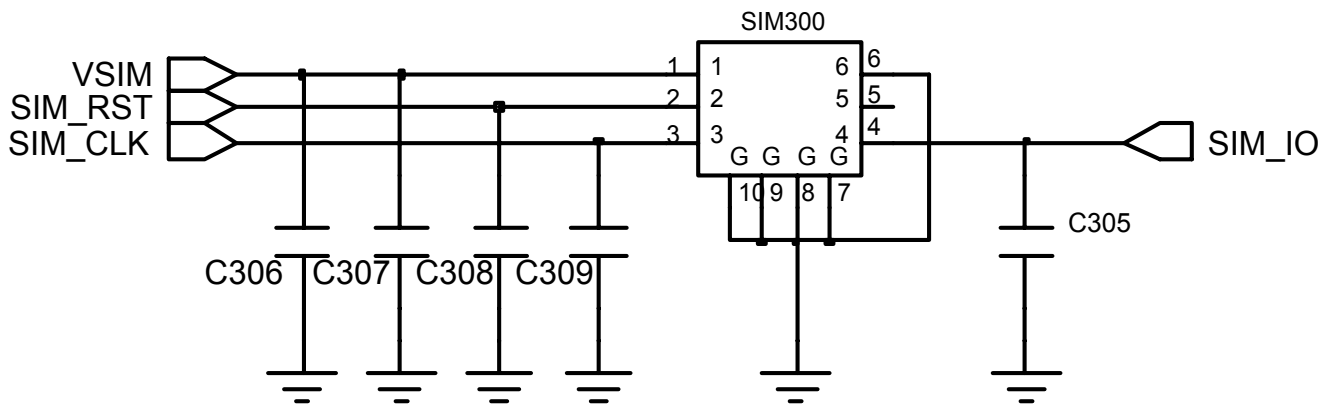 SIM300
VSIM 1 1 6 6
SIM_RST 2 2 5 5
SIM_CLK 3 3 4 4 SIM_IO
G G G G
10 9 8 7
C305
C306 C307 C308 C309